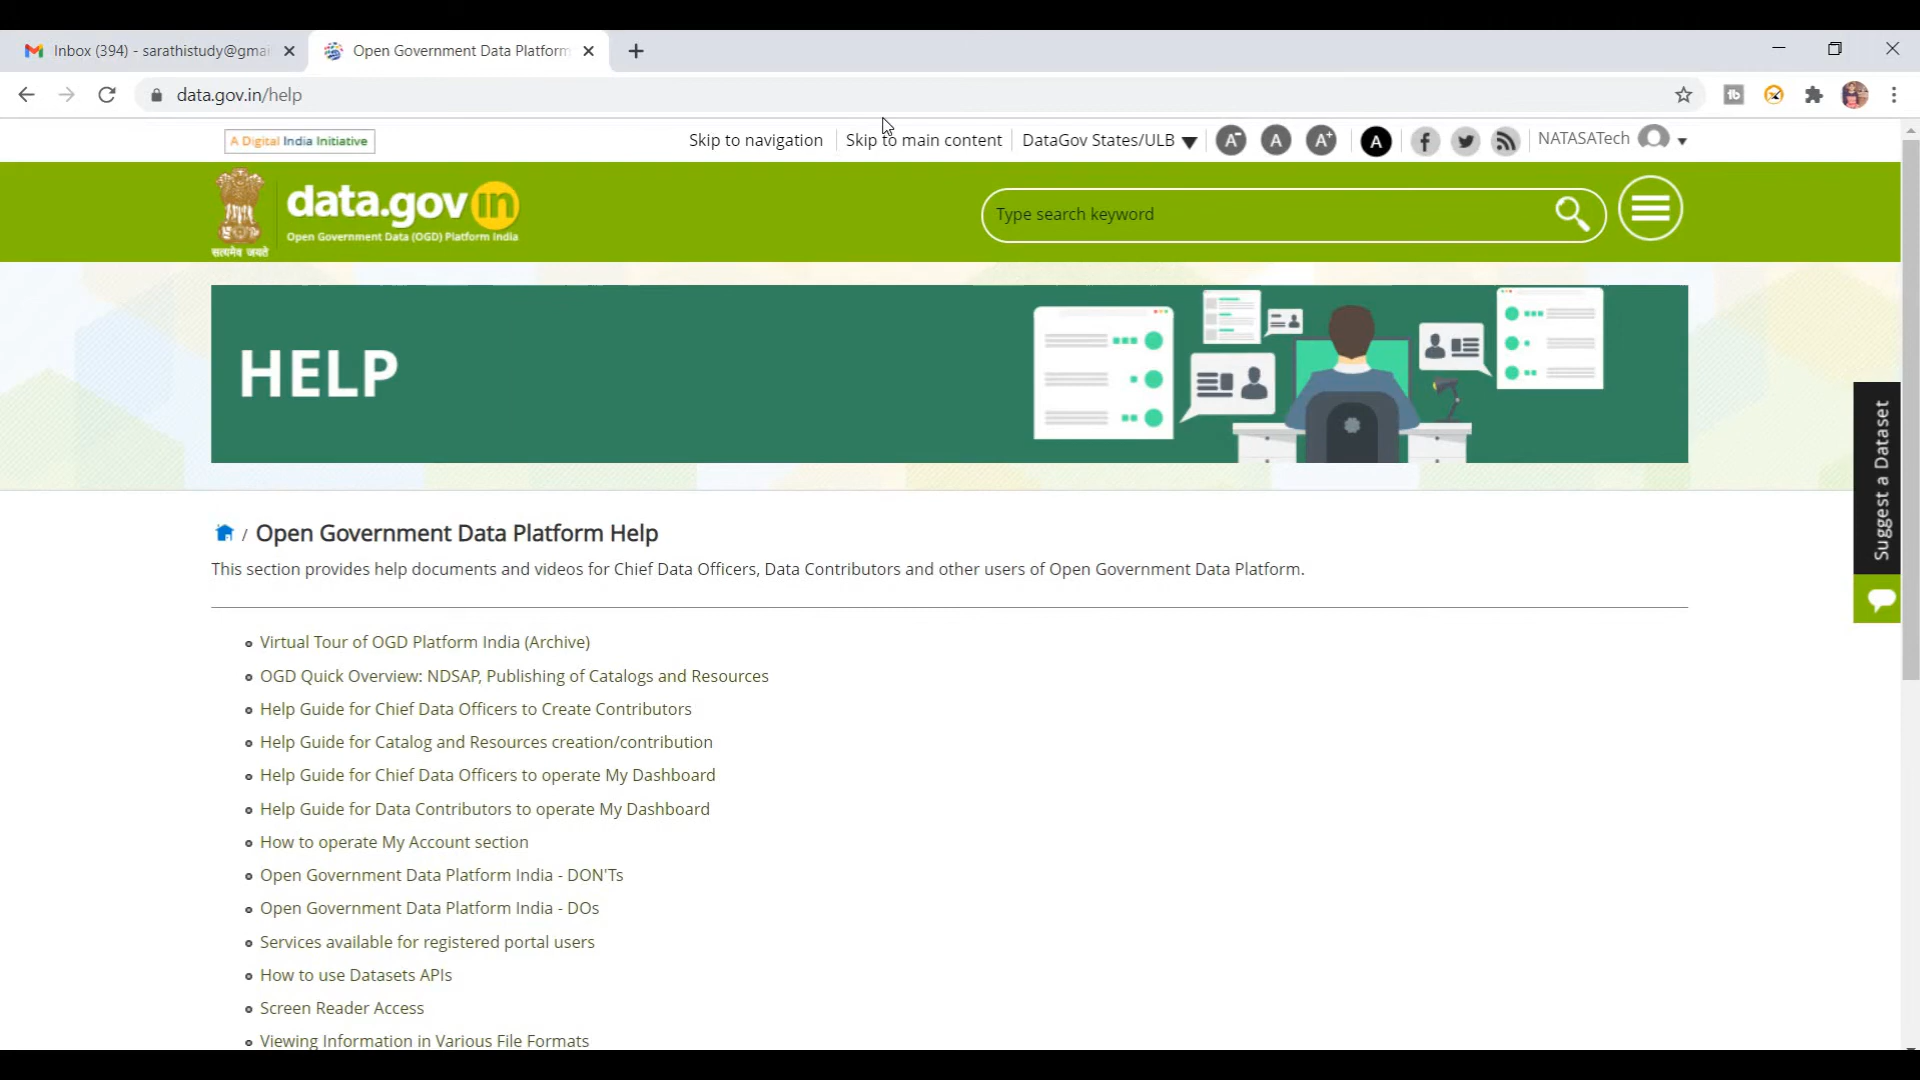 Inbox (394) - sarathistudy@gmai
Open Government Data Platform
data.gov.in/help
A Digital India Initiative
Skip to navigation
Skip to main content
DataGov States/ULB
A-
A
A+
A
NATASATech
data.gov in
Open Government Data (OGD) Platform India
सत्यमेव जयते
Type search keyword
HELP
Suggest a Dataset
/ Open Government Data Platform Help
This section provides help documents and videos for Chief Data Officers, Data Contributors and other users of Open Government Data Platform.
Virtual Tour of OGD Platform India (Archive)
OGD Quick Overview: NDSAP, Publishing of Catalogs and Resources
Help Guide for Chief Data Officers to Create Contributors
Help Guide for Catalog and Resources creation/contribution
Help Guide for Chief Data Officers to operate My Dashboard
Help Guide for Data Contributors to operate My Dashboard
How to operate My Account section
Open Government Data Platform India - DON'Ts
Open Government Data Platform India - DOs
Services available for registered portal users
How to use Datasets APIs
Screen Reader Access
Viewing Information in Various File Formats